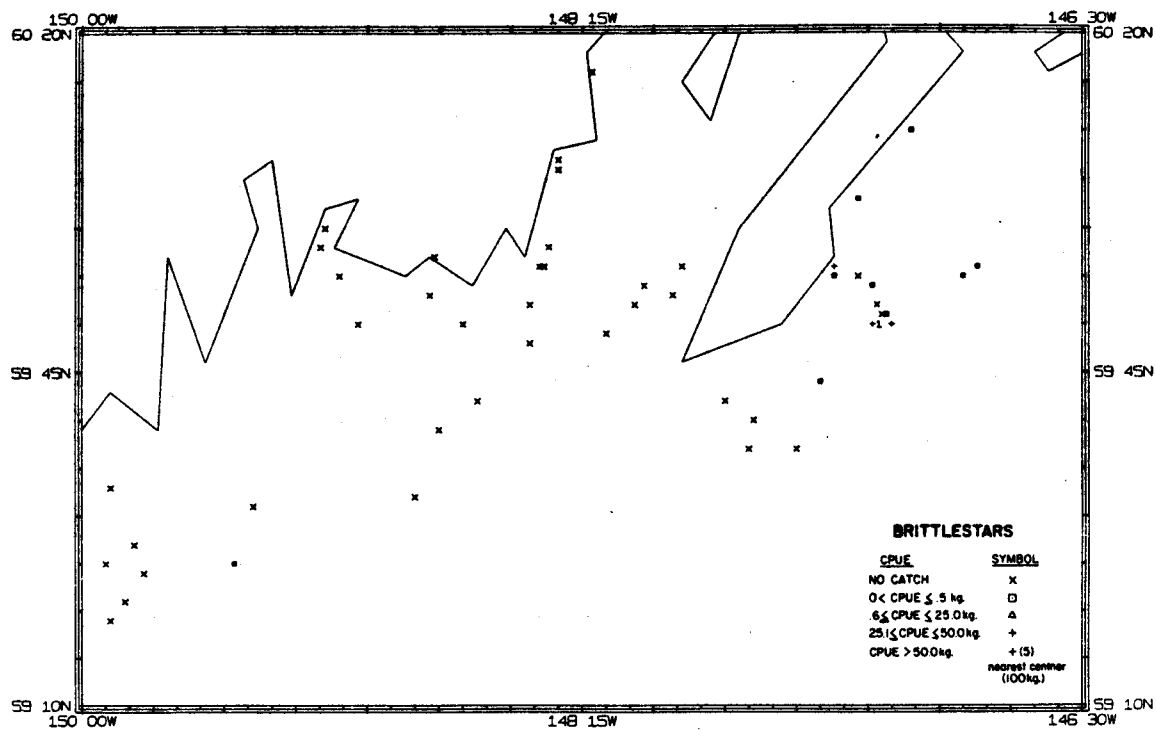 150 00W 148 15W 146 30W
60 20N 60 20N
+1+
59 45N 59 45N
BRITTLESTARS
CPUE SYMBOL
NO CATCH x
0 < CPUE ≤ .5 kg. □
.6 ≤ CPUE ≤ 25.0kg. △
25.1 ≤ CPUE ≤ 50.0kg. +
CPUE > 50.0kg. + (5)
nearest centner
(100kg.)
59 10N 59 10N
150 00W 148 15W 146 30W